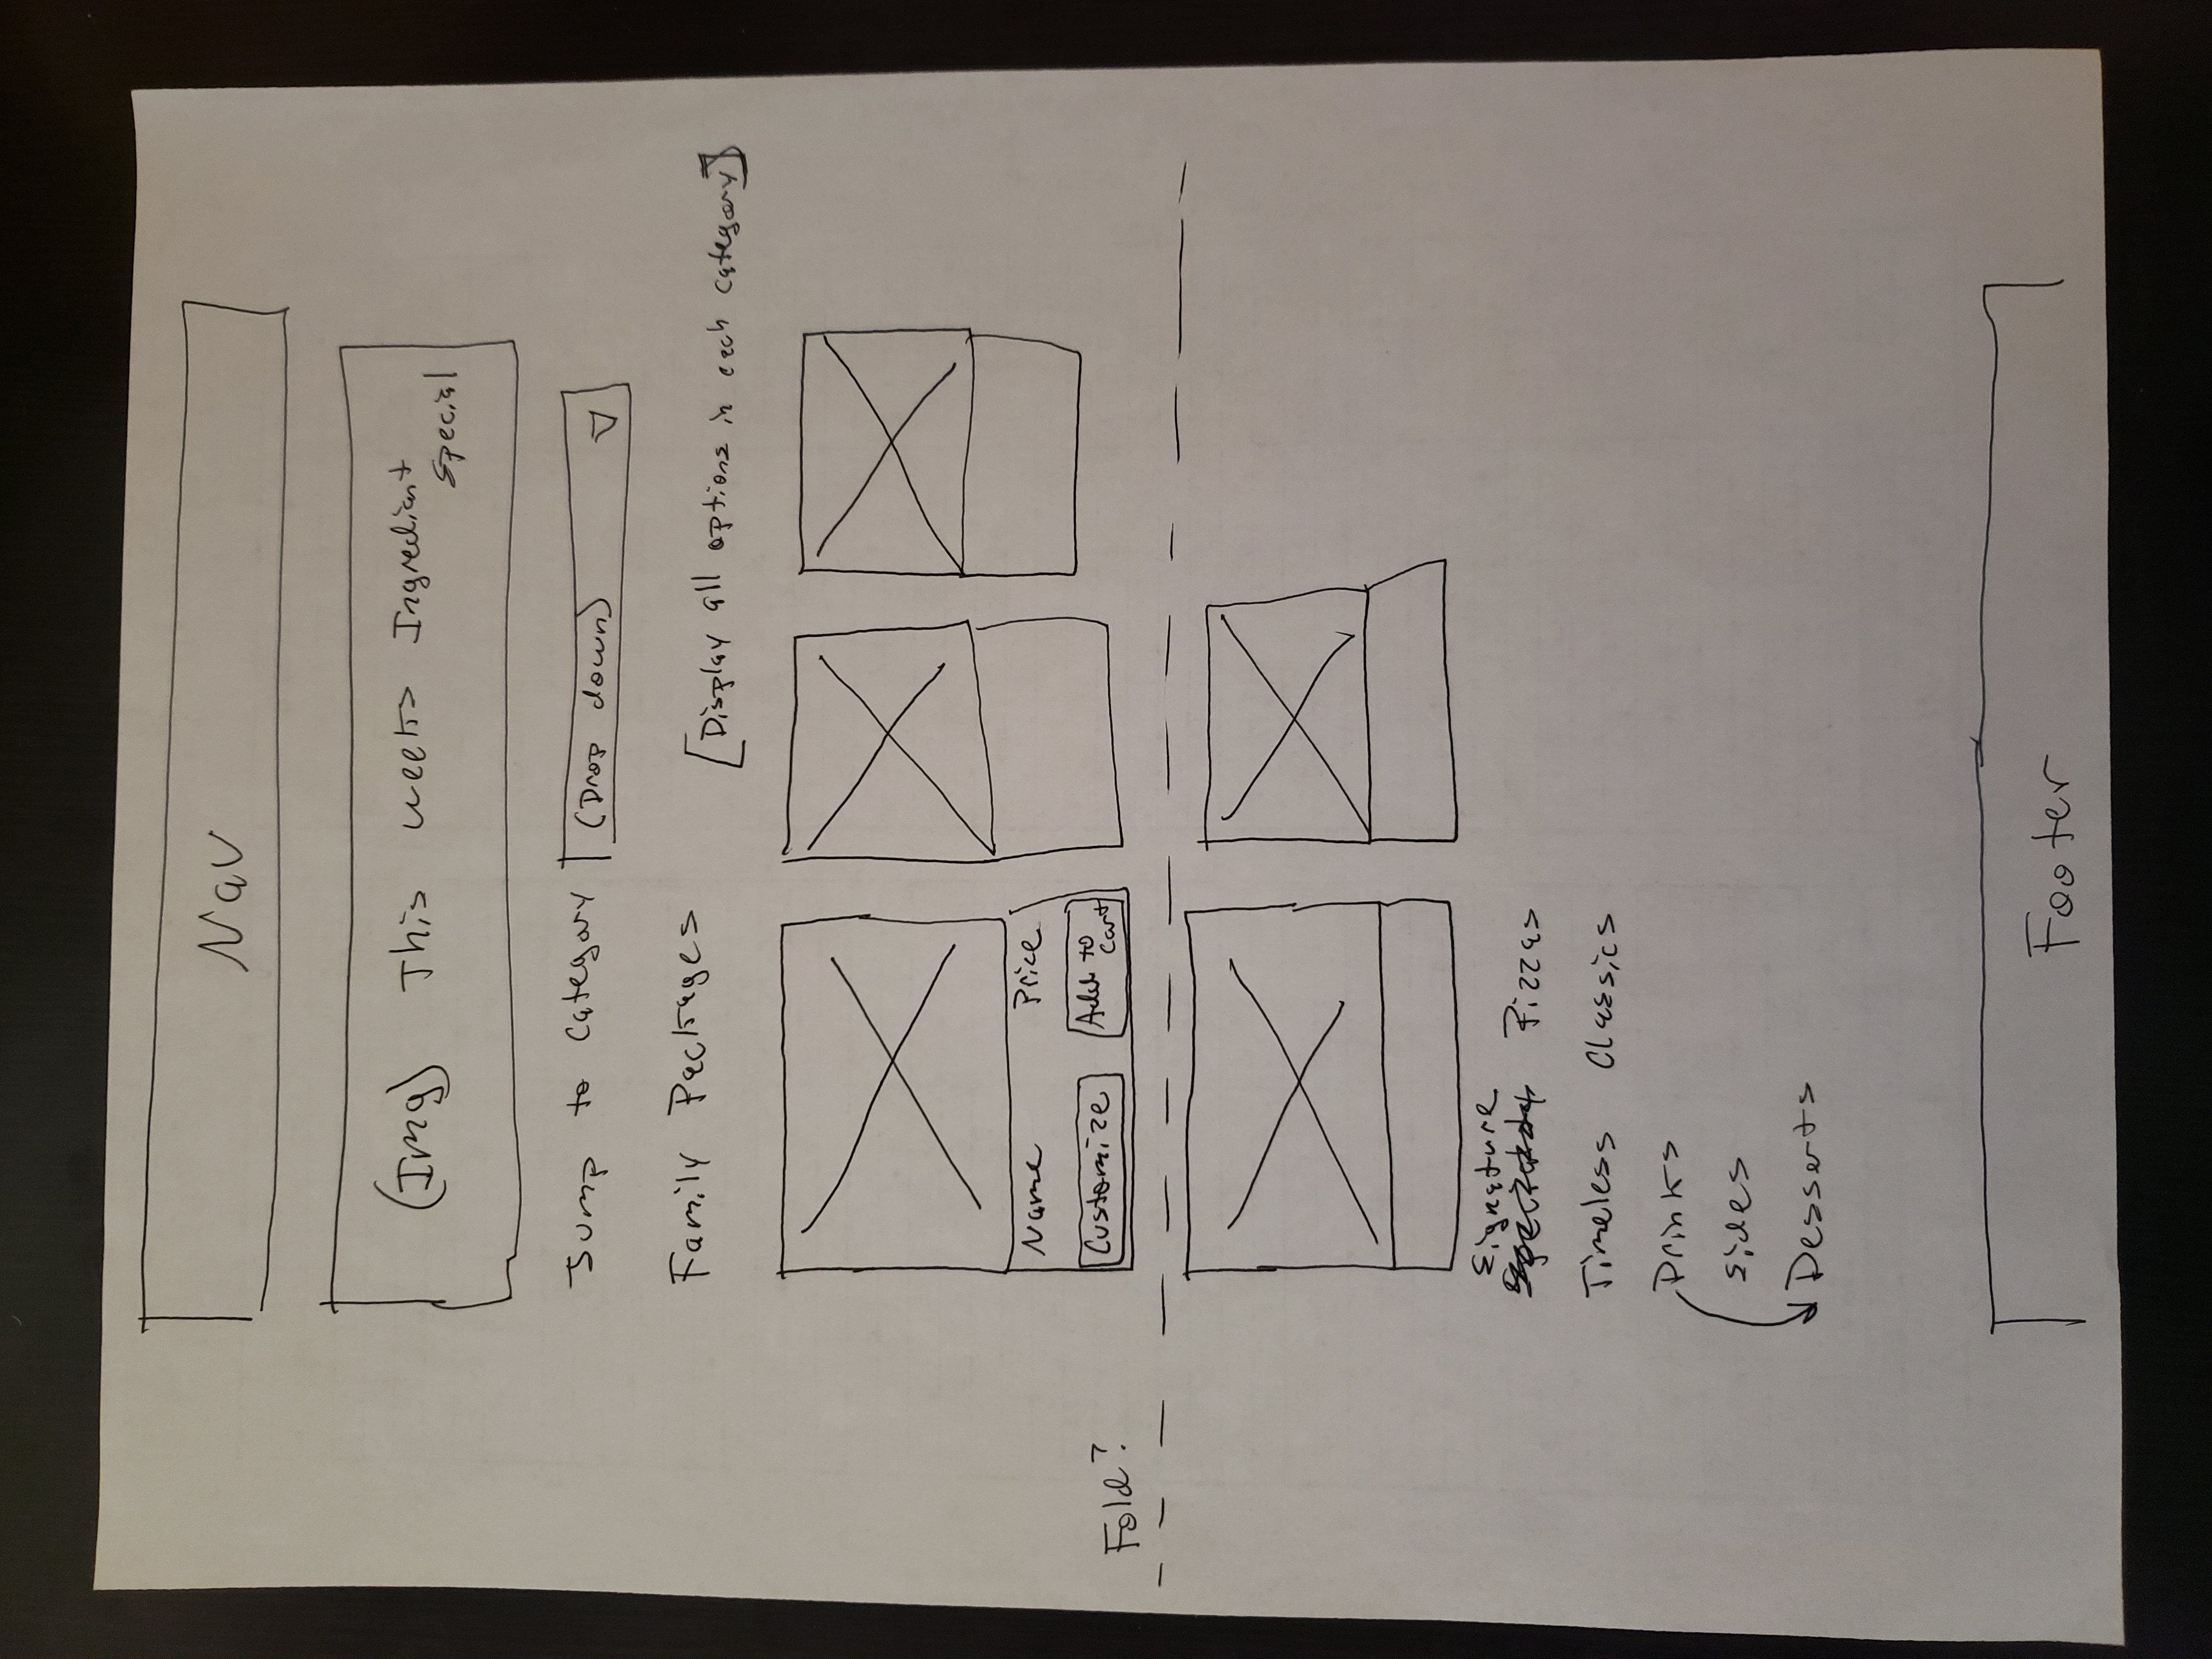 Nav
(Img) This weeks Ingredient
Special
Jump to Category (Drop down)
Family Packages
[Display all options in each category]
Name Price
Customize Add to
Cart
Fold?
Signature
Pizzas
Timeless Classics
Drinks
Sides
Desserts
Footer